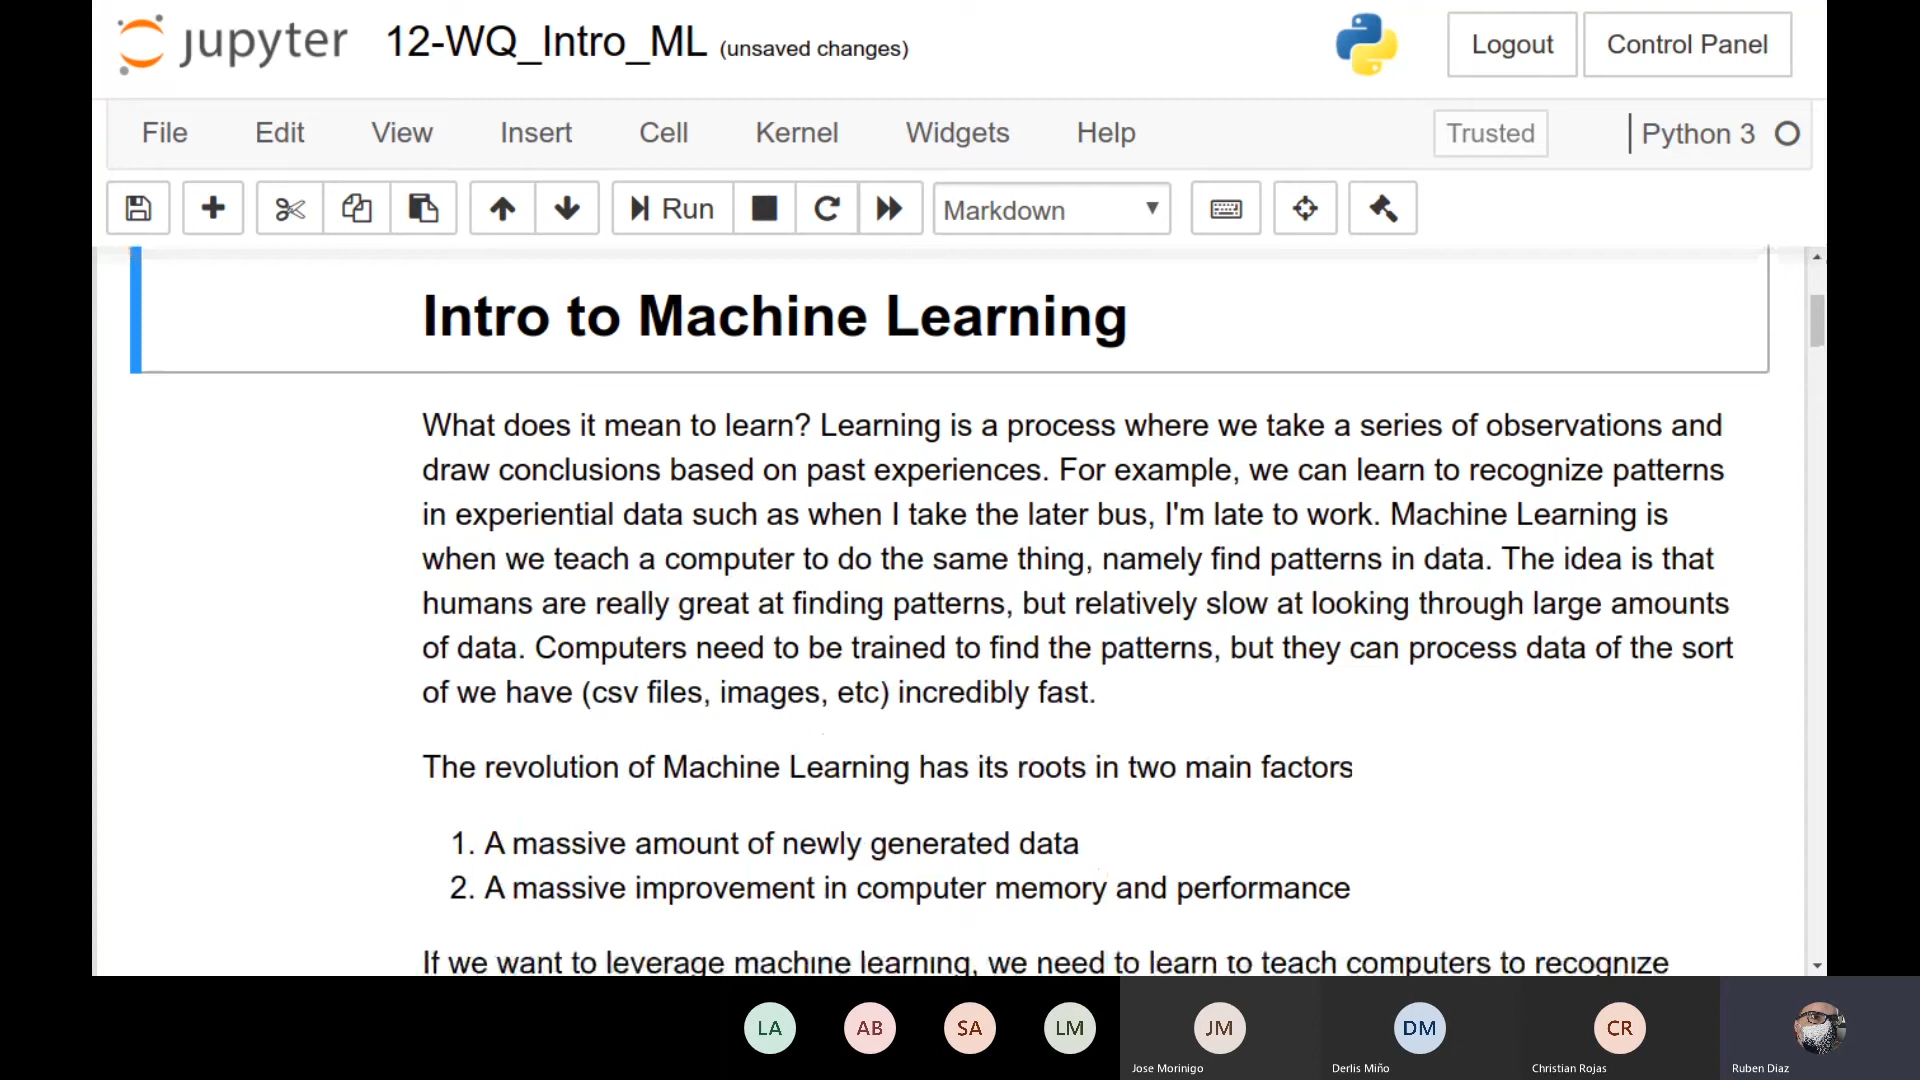 jupyter 12-WQ_Intro_ML (unsaved changes) Logout Control Panel
File Edit View Insert Cell Kernel Widgets Help Trusted Python 3
Run Markdown
Intro to Machine Learning
What does it mean to learn? Learning is a process where we take a series of observations and
draw conclusions based on past experiences. For example, we can learn to recognize patterns
in experiential data such as when I take the later bus, I'm late to work. Machine Learning is
when we teach a computer to do the same thing, namely find patterns in data. The idea is that
humans are really great at finding patterns, but relatively slow at looking through large amounts
of data. Computers need to be trained to find the patterns, but they can process data of the sort
of we have (csv files, images, etc) incredibly fast.
The revolution of Machine Learning has its roots in two main factors
1. A massive amount of newly generated data
2. A massive improvement in computer memory and performance
If we want to leverage machine learning, we need to learn to teach computers to recognize
LA AB SA LM JM DM CR
Jose Morinigo Derlis Miño Christian Rojas Ruben Diaz